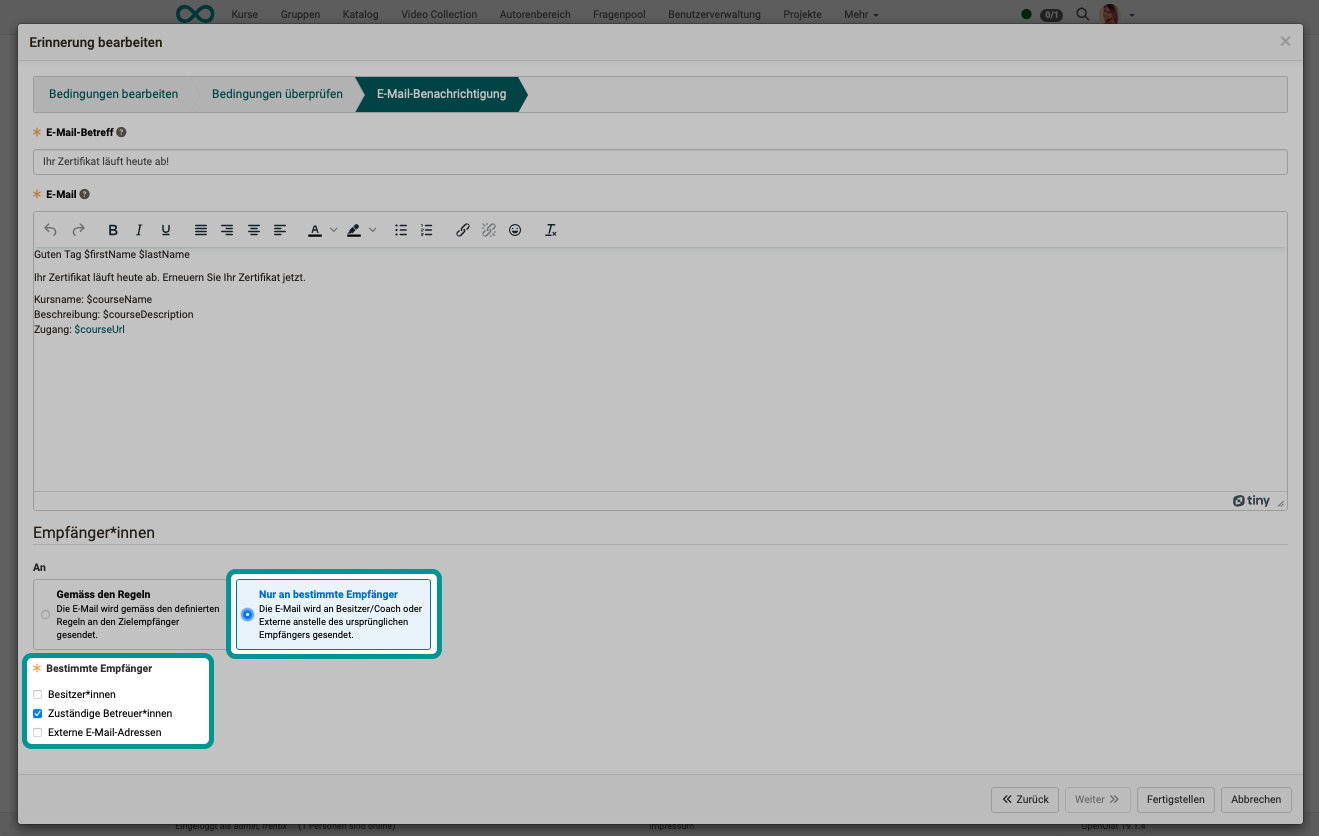 Kurse Gruppen Katalog Video Collection Autorenbereich Fragenpool Benutzerverwaltung Projekte Mehr 0/1
Erinnerung bearbeiten
Bedingungen bearbeiten Bedingungen überprüfen E-Mail-Benachrichtigung
E-Mail-Betreff
Ihr Zertifikat läuft heute ab!
E-Mail
Guten Tag $firstName $lastName
Ihr Zertifikat läuft heute ab. Erneuern Sie Ihr Zertifikat jetzt.
Kursname: $courseName
Beschreibung: $courseDescription
Zugang: $courseUrl
tiny
Empfänger*innen
An
Gemäss den Regeln
Die E-Mail wird gemäss den definierten
Regeln an den Zielempfänger
gesendet.
Nur an bestimmte Empfänger
Die E-Mail wird an Besitzer/Coach oder
Externe anstelle des ursprünglichen
Empfängers gesendet.
Bestimmte Empfänger
Besitzer*innen
Zuständige Betreuer*innen
Externe E-Mail-Adressen
Zurück Weiter Fertigstellen Abbrechen
Eingeloggt als admin, frentix (1 Personen sind online) Impressum OpenOlat 19.1.4